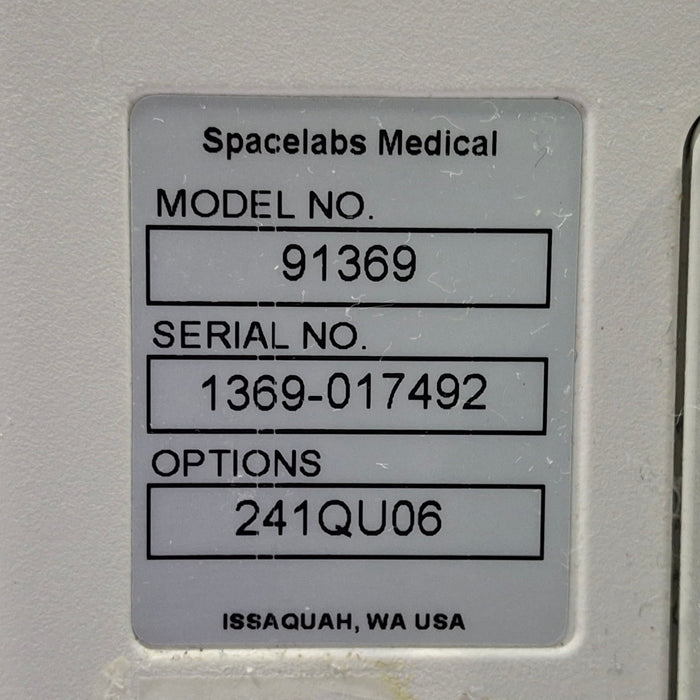 Spacelabs Medical
MODEL NO.
91369
SERIAL NO.
1369-017492
OPTIONS
241QU06
ISSAQUAH, WA USA